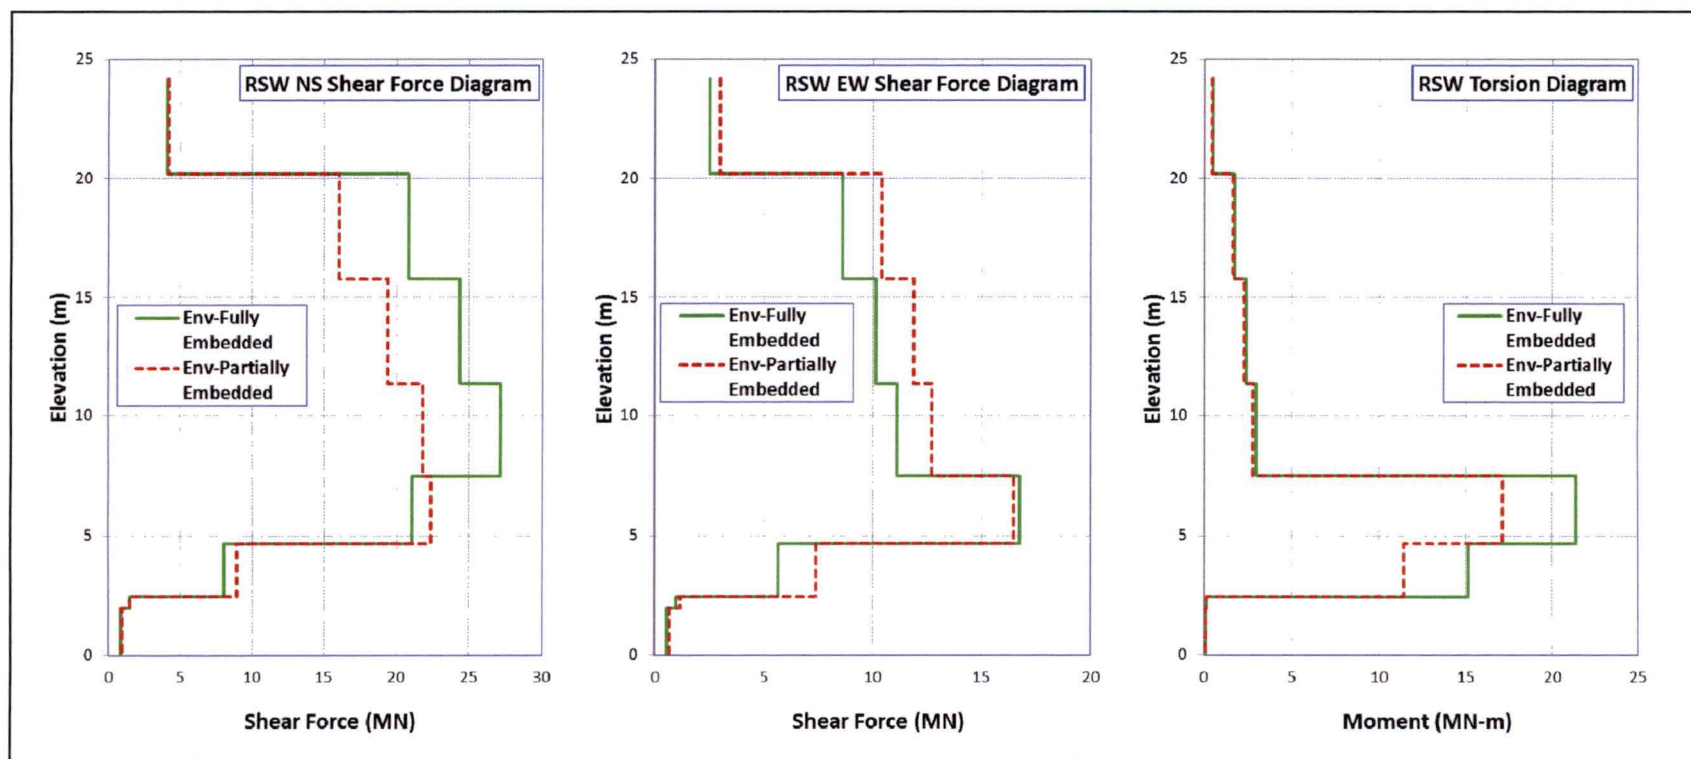 RSW NS Shear Force Diagram
25
20
15
10
5
0
Elevation (m)
Env-Fully
Embedded
Env-Partially
Embedded
0 5 10 15 20 25 30
Shear Force (MN)
RSW EW Shear Force Diagram
25
20
15
10
5
0
Elevation (m)
Env-Fully
Embedded
Env-Partially
Embedded
0 5 10 15 20
Shear Force (MN)
RSW Torsion Diagram
25
20
15
10
5
0
Elevation (m)
Env-Fully
Embedded
Env-Partially
Embedded
0 5 10 15 20 25
Moment (MN-m)